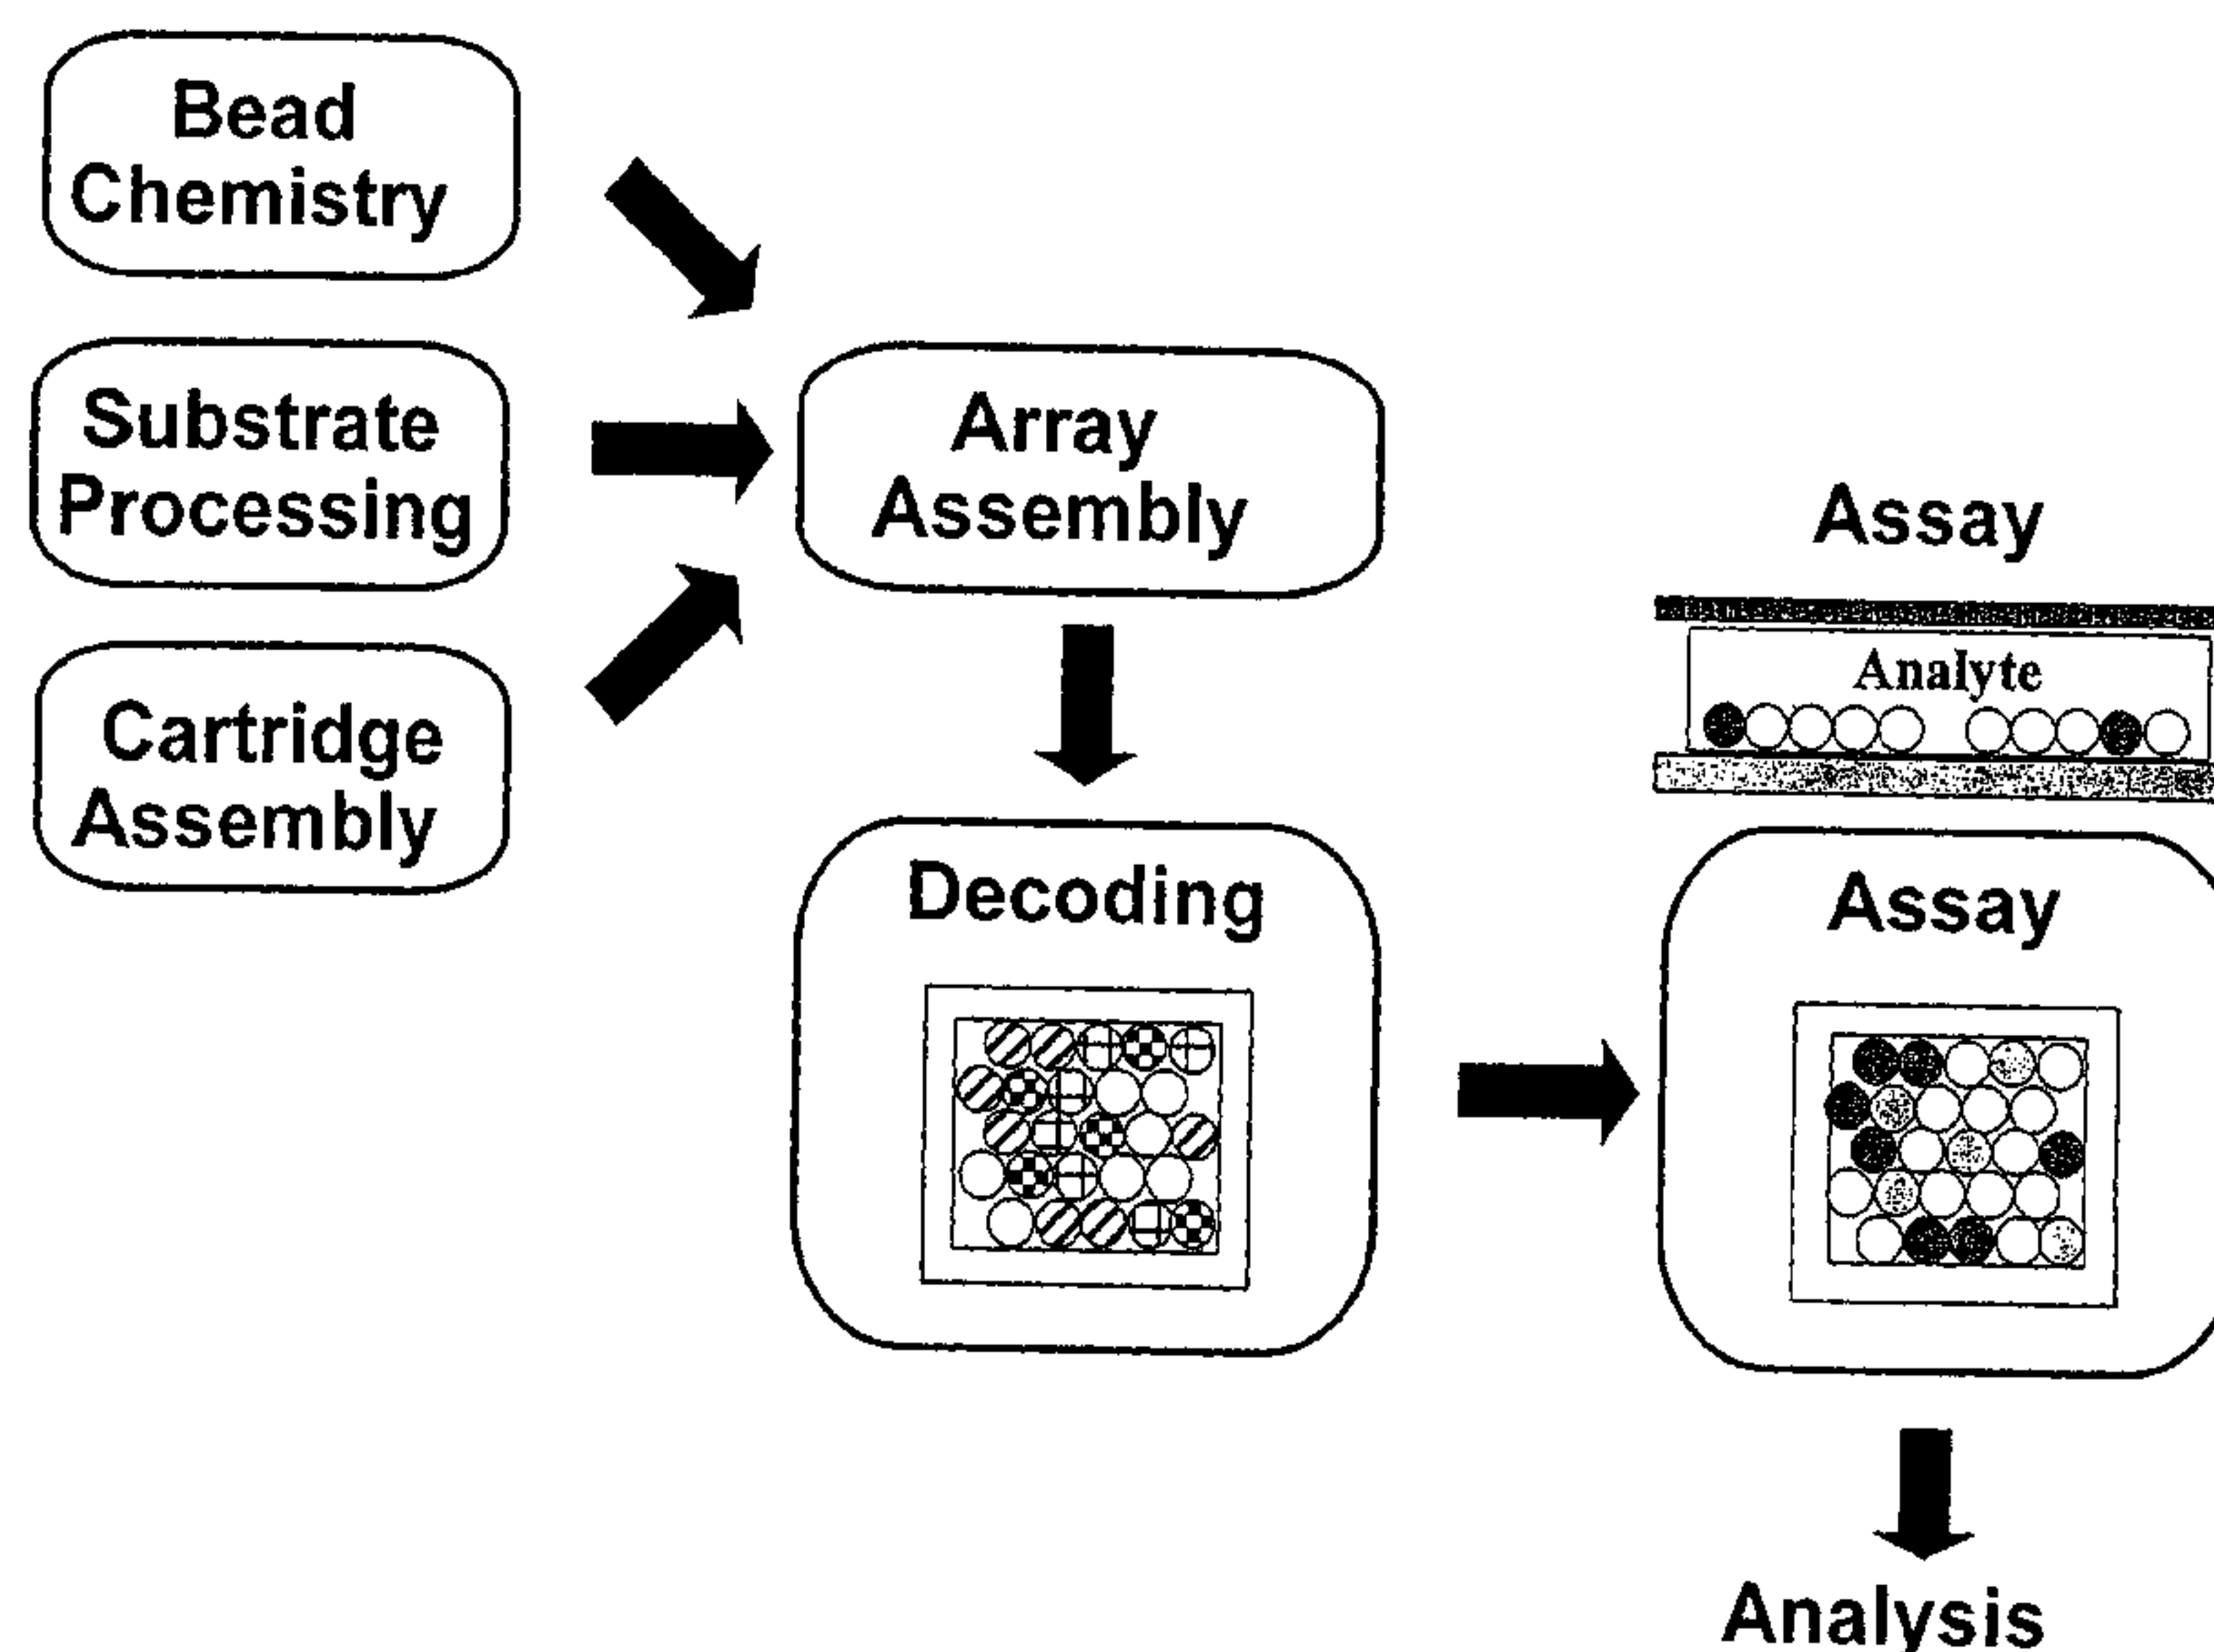 Bead
Chemistry
Substrate
Processing
Cartridge
Assembly
Array
Assembly
Decoding
Assay
Analyte
Assay
Analysis